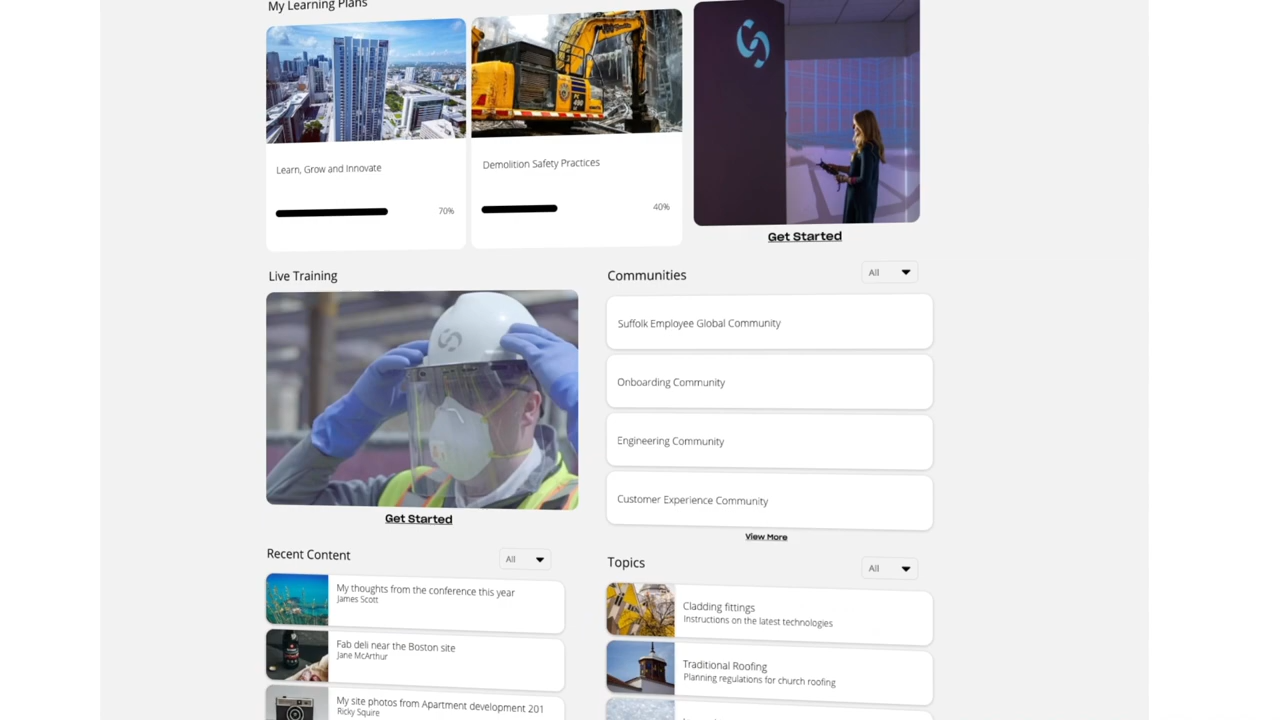 My Learning Plans
Learn, Grow and Innovate
70%
Demolition Safety Practices
40%
Get Started
Live Training
Get Started
Communities
All
Suffolk Employee Global Community
Onboarding Community
Engineering Community
Customer Experience Community
View More
Recent Content
All
My thoughts from the conference this year
James Scott
Fab deli near the Boston site
Jane McArthur
My site photos from Apartment development 201
Ricky Squire
Topics
All
Cladding fittings
Instructions on the latest technologies
Traditional Roofing
Planning regulations for church roofing